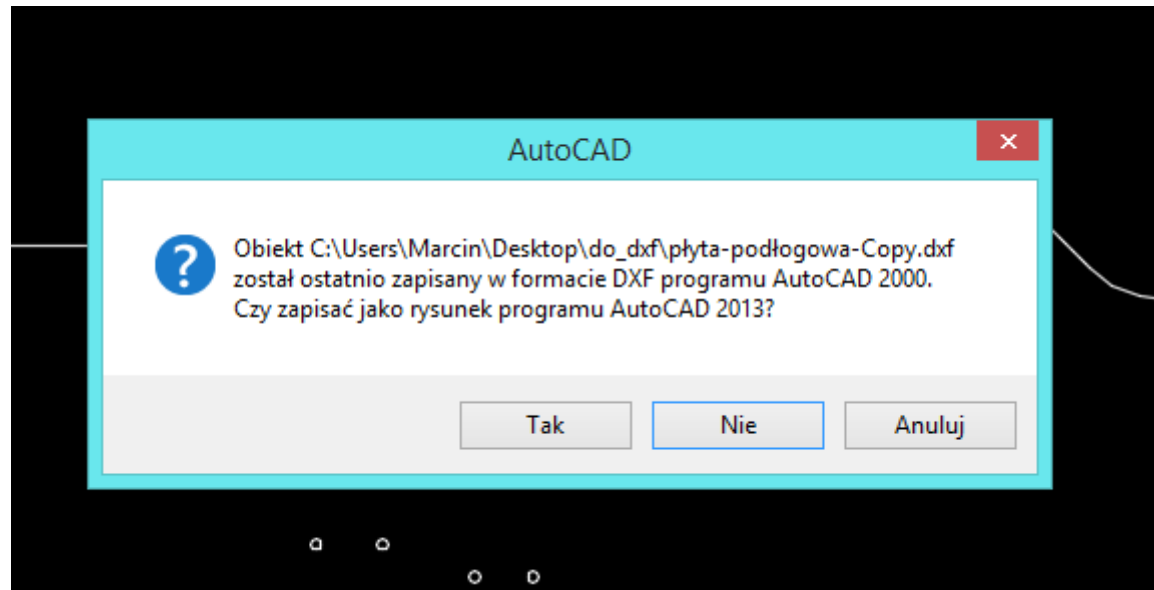 AutoCAD
Obiekt C:\Users\Marcin\Desktop\do_dxf\płyta-podłogowa-Copy.dxf
został ostatnio zapisany w formacie DXF programu AutoCAD 2000.
Czy zapisać jako rysunek programu AutoCAD 2013?
Tak Nie Anuluj